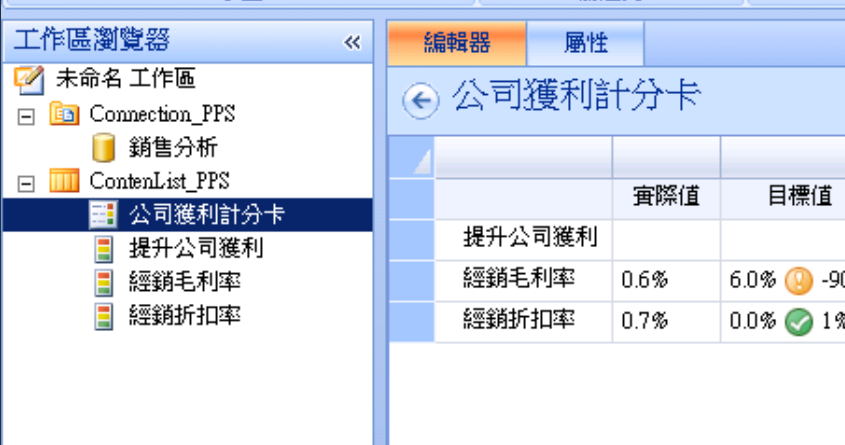 工作區瀏覽器 «
未命名 工作區
Connection_PPS
銷售分析
ContenList_PPS
公司獲利計分卡
提升公司獲利
經銷毛利率
經銷折扣率
編輯器 屬性
公司獲利計分卡
實際值 目標值
提升公司獲利
經銷毛利率 0.6% 6.0% -90
經銷折扣率 0.7% 0.0% 1%